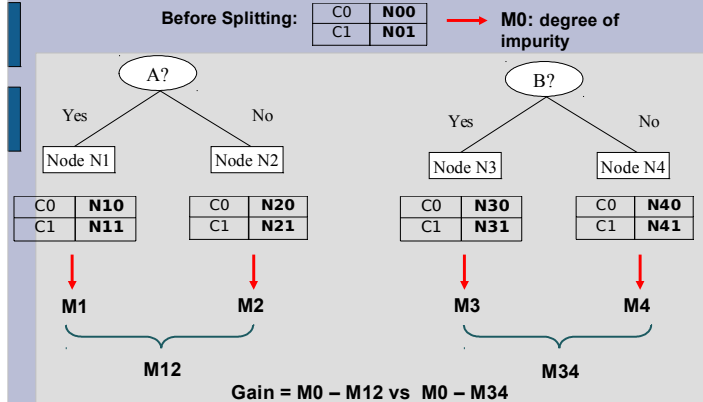 Before Splitting:
C0 N00
C1 N01
M0: degree of
impurity
A?
B?
Yes
No
Yes
No
Node N1
Node N2
Node N3
Node N4
C0 N10
C1 N11
C0 N20
C1 N21
C0 N30
C1 N31
C0 N40
C1 N41
M1
M2
M3
M4
M12
M34
Gain = M0 – M12 vs M0 – M34